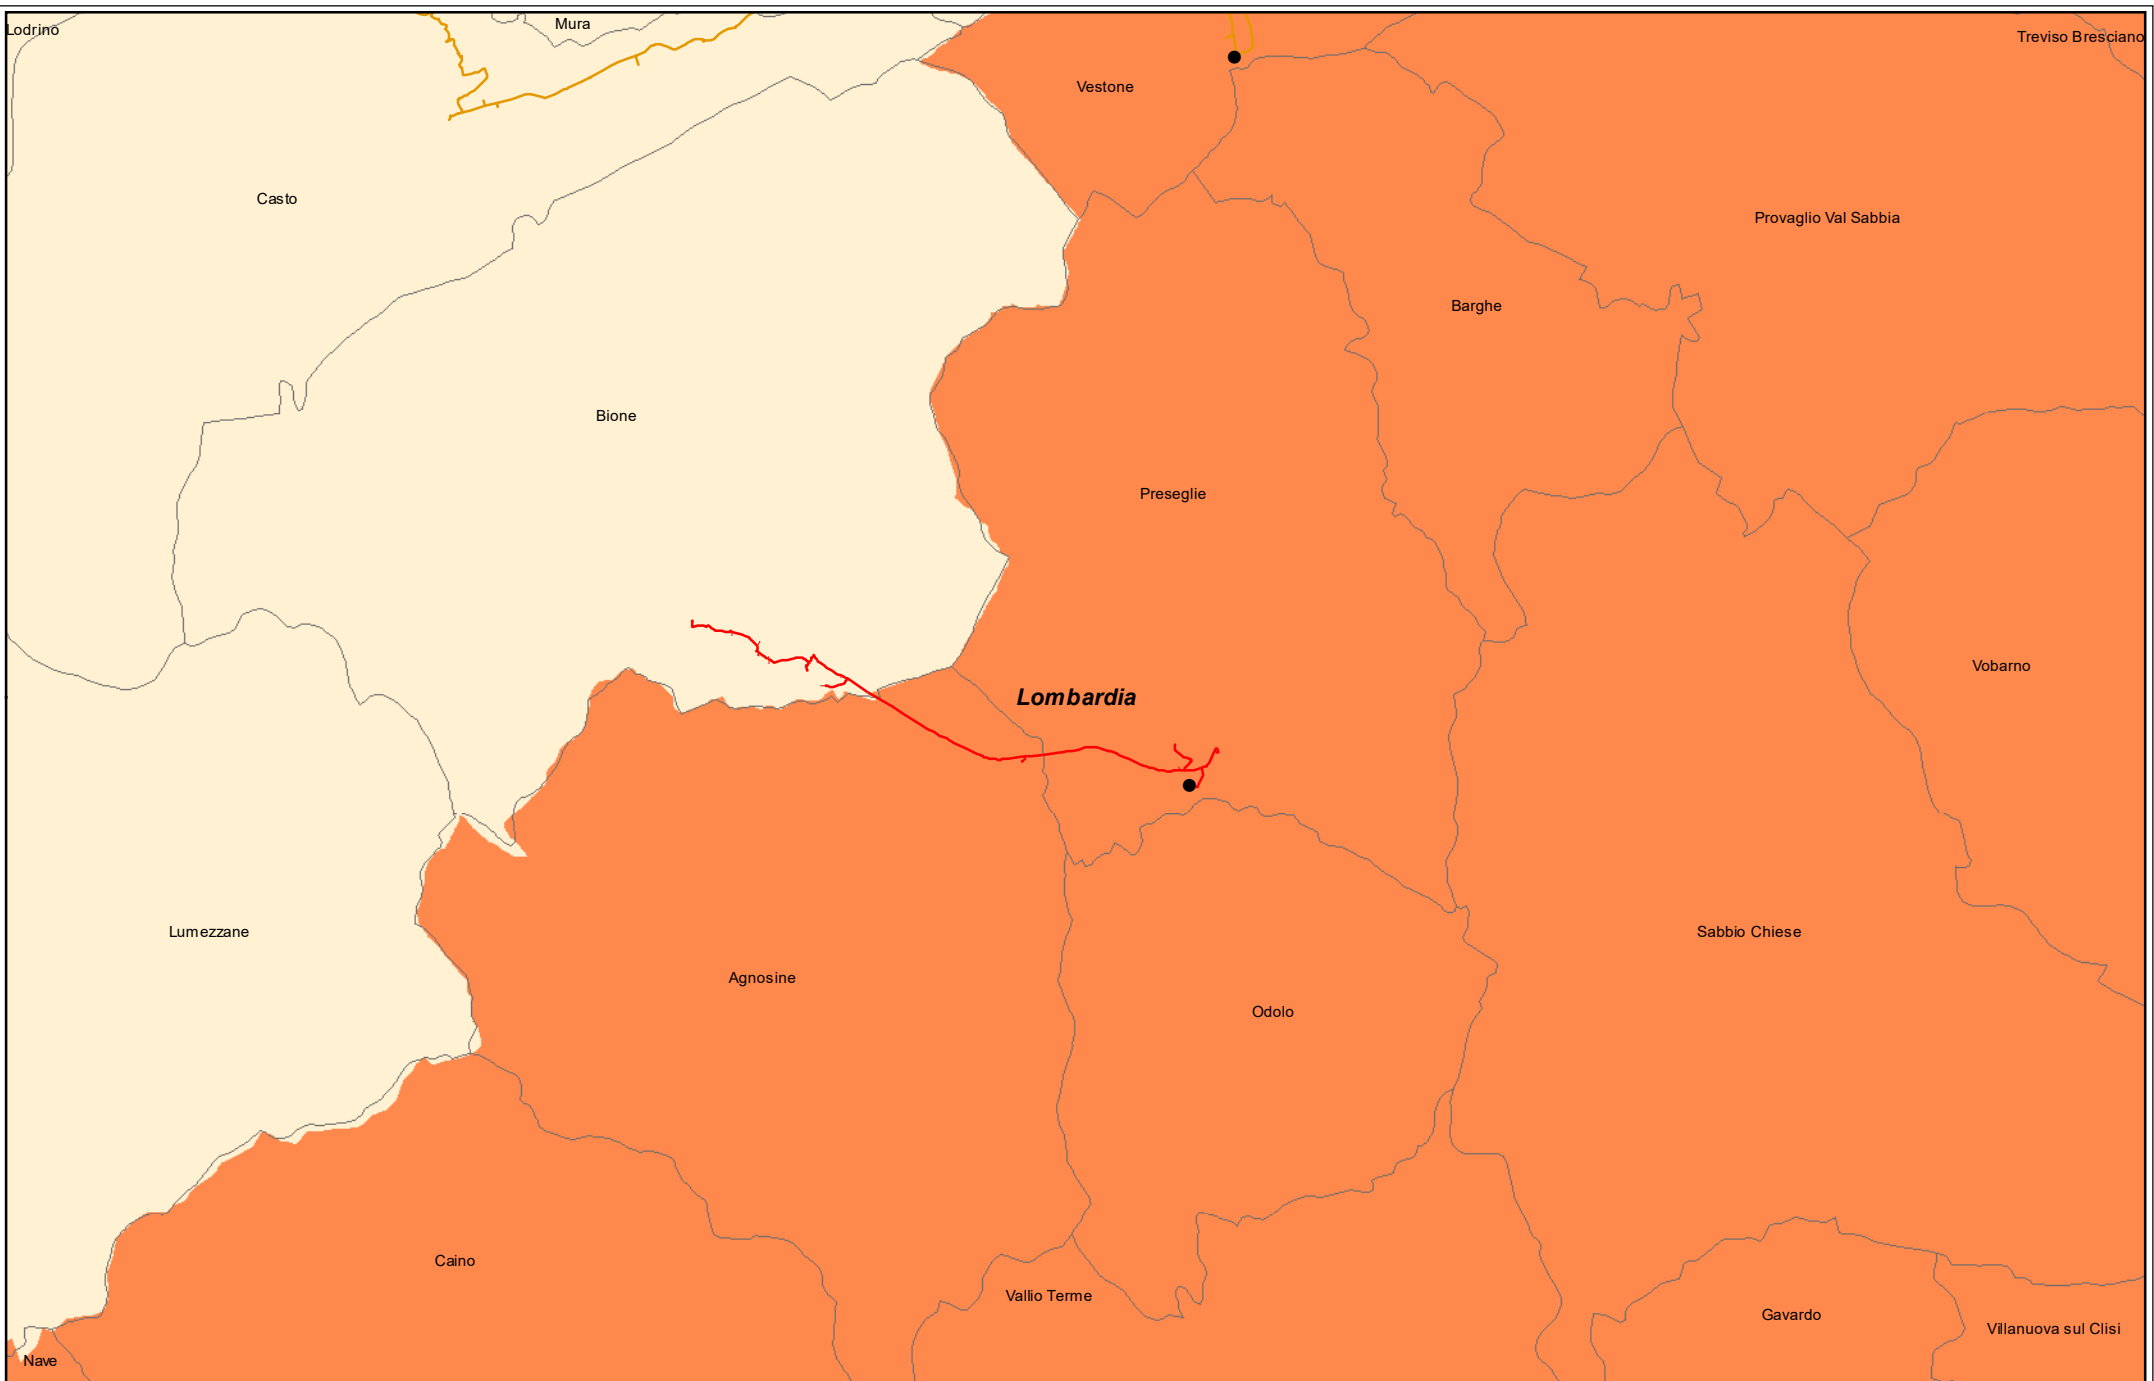 Mura
Lodrino
Treviso Bresciano
Vestone
Casto
Provaglio Val Sabbia
Barghe
Bione
Preseglie
Vobarno
Lombardia
Lumezzane
Sabbio Chiese
Agnosine
Odolo
Caino
Vallio Terme
Gavardo
Villanuova sul Clisi
Nave